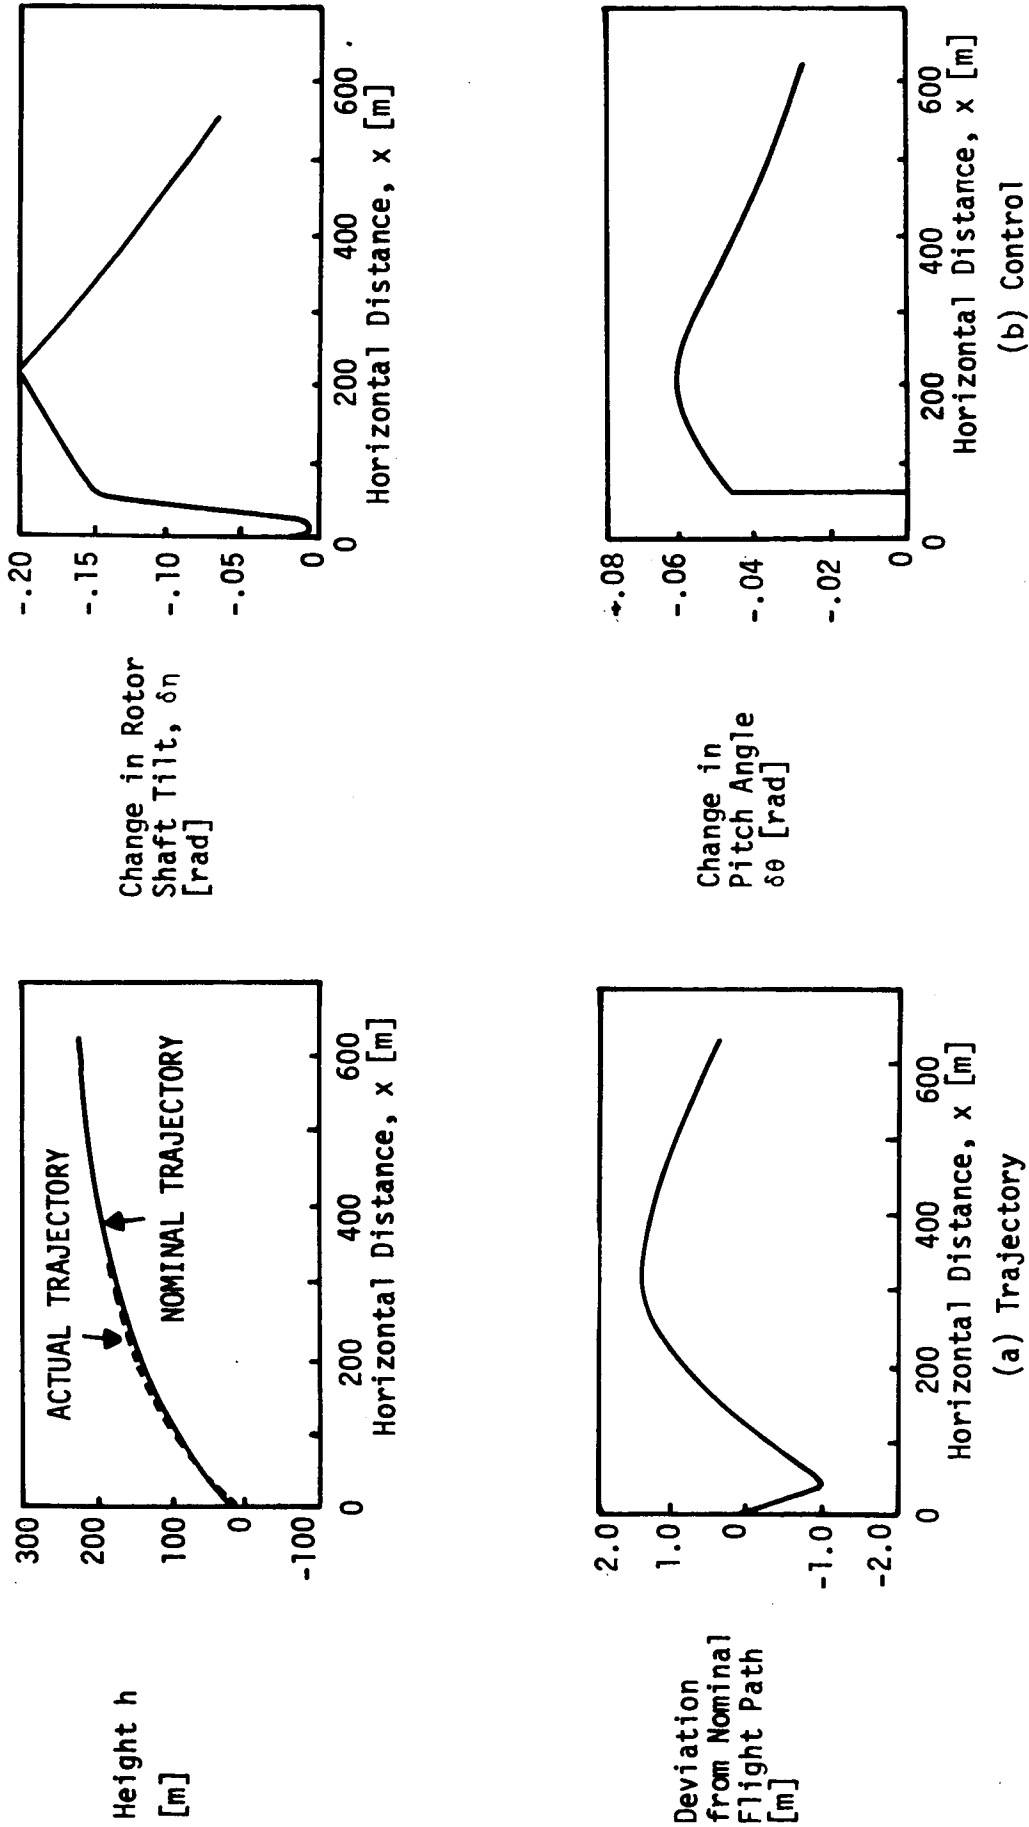 Height h
[m]
300
200
100
0
-100
ACTUAL TRAJECTORY
NOMINAL TRAJECTORY
0
200
400
600
Horizontal Distance, x [m]
Deviation
from Nominal
Flight Path
[m]
2.0
1.0
0
-1.0
-2.0
0
200
400
600
Horizontal Distance, x [m]
(a) Trajectory
Change in Rotor
Shaft Tilt, δη
[rad]
-.20
-.15
-.10
-.05
0
0
200
400
600
Horizontal Distance, x [m]
Change in
Pitch Angle
δθ [rad]
-.08
-.06
-.04
-.02
0
0
200
400
600
Horizontal Distance, x [m]
(b) Control